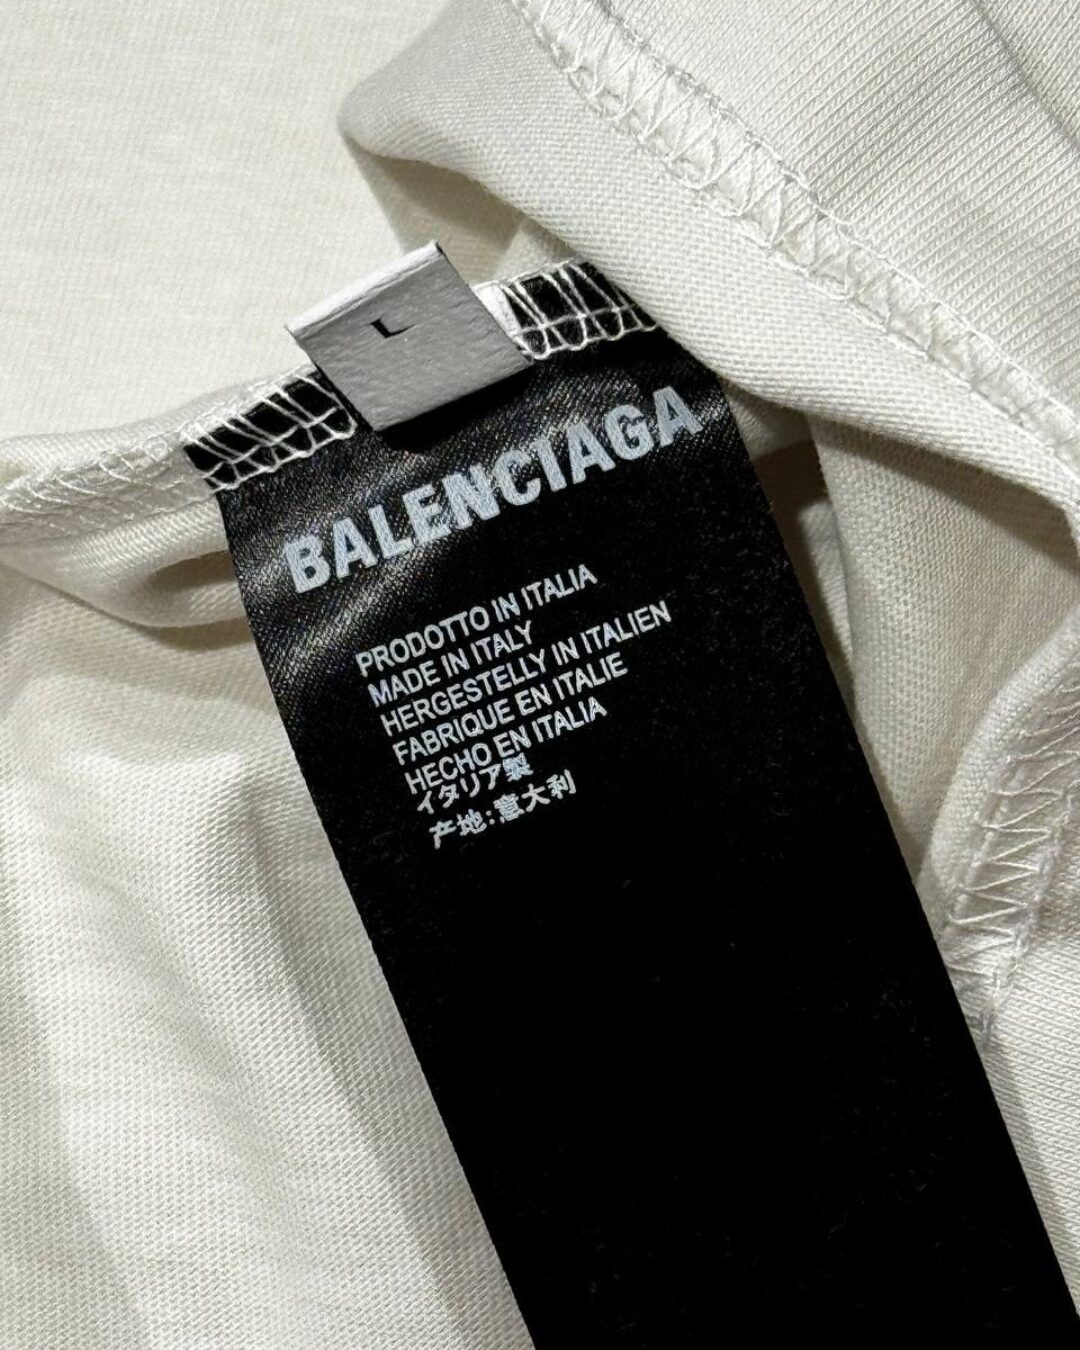 L
BALENCIAGA
PRODOTTO IN ITALIA
MADE IN ITALY
HERGESTELLY IN ITALIEN
FABRIQUE EN ITALIE
HECHO EN ITALIA
イタリア製
产地:意大利